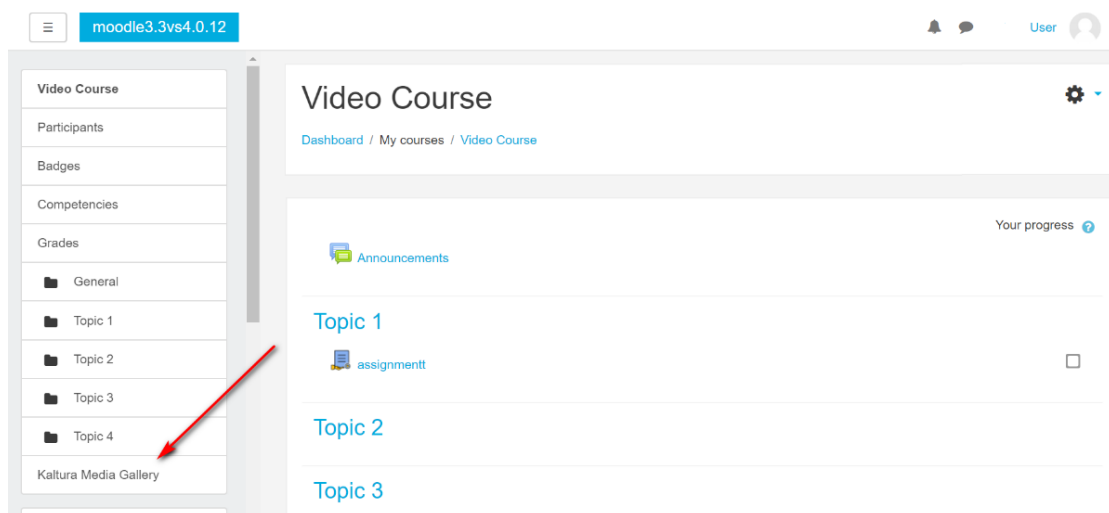 moodle3.3vs4.0.12
User
Video Course
Participants
Badges
Competencies
Grades
General
Topic 1
Topic 2
Topic 3
Topic 4
Kaltura Media Gallery
Video Course
Dashboard / My courses / Video Course
Your progress
Announcements
Topic 1
assignmentt
Topic 2
Topic 3